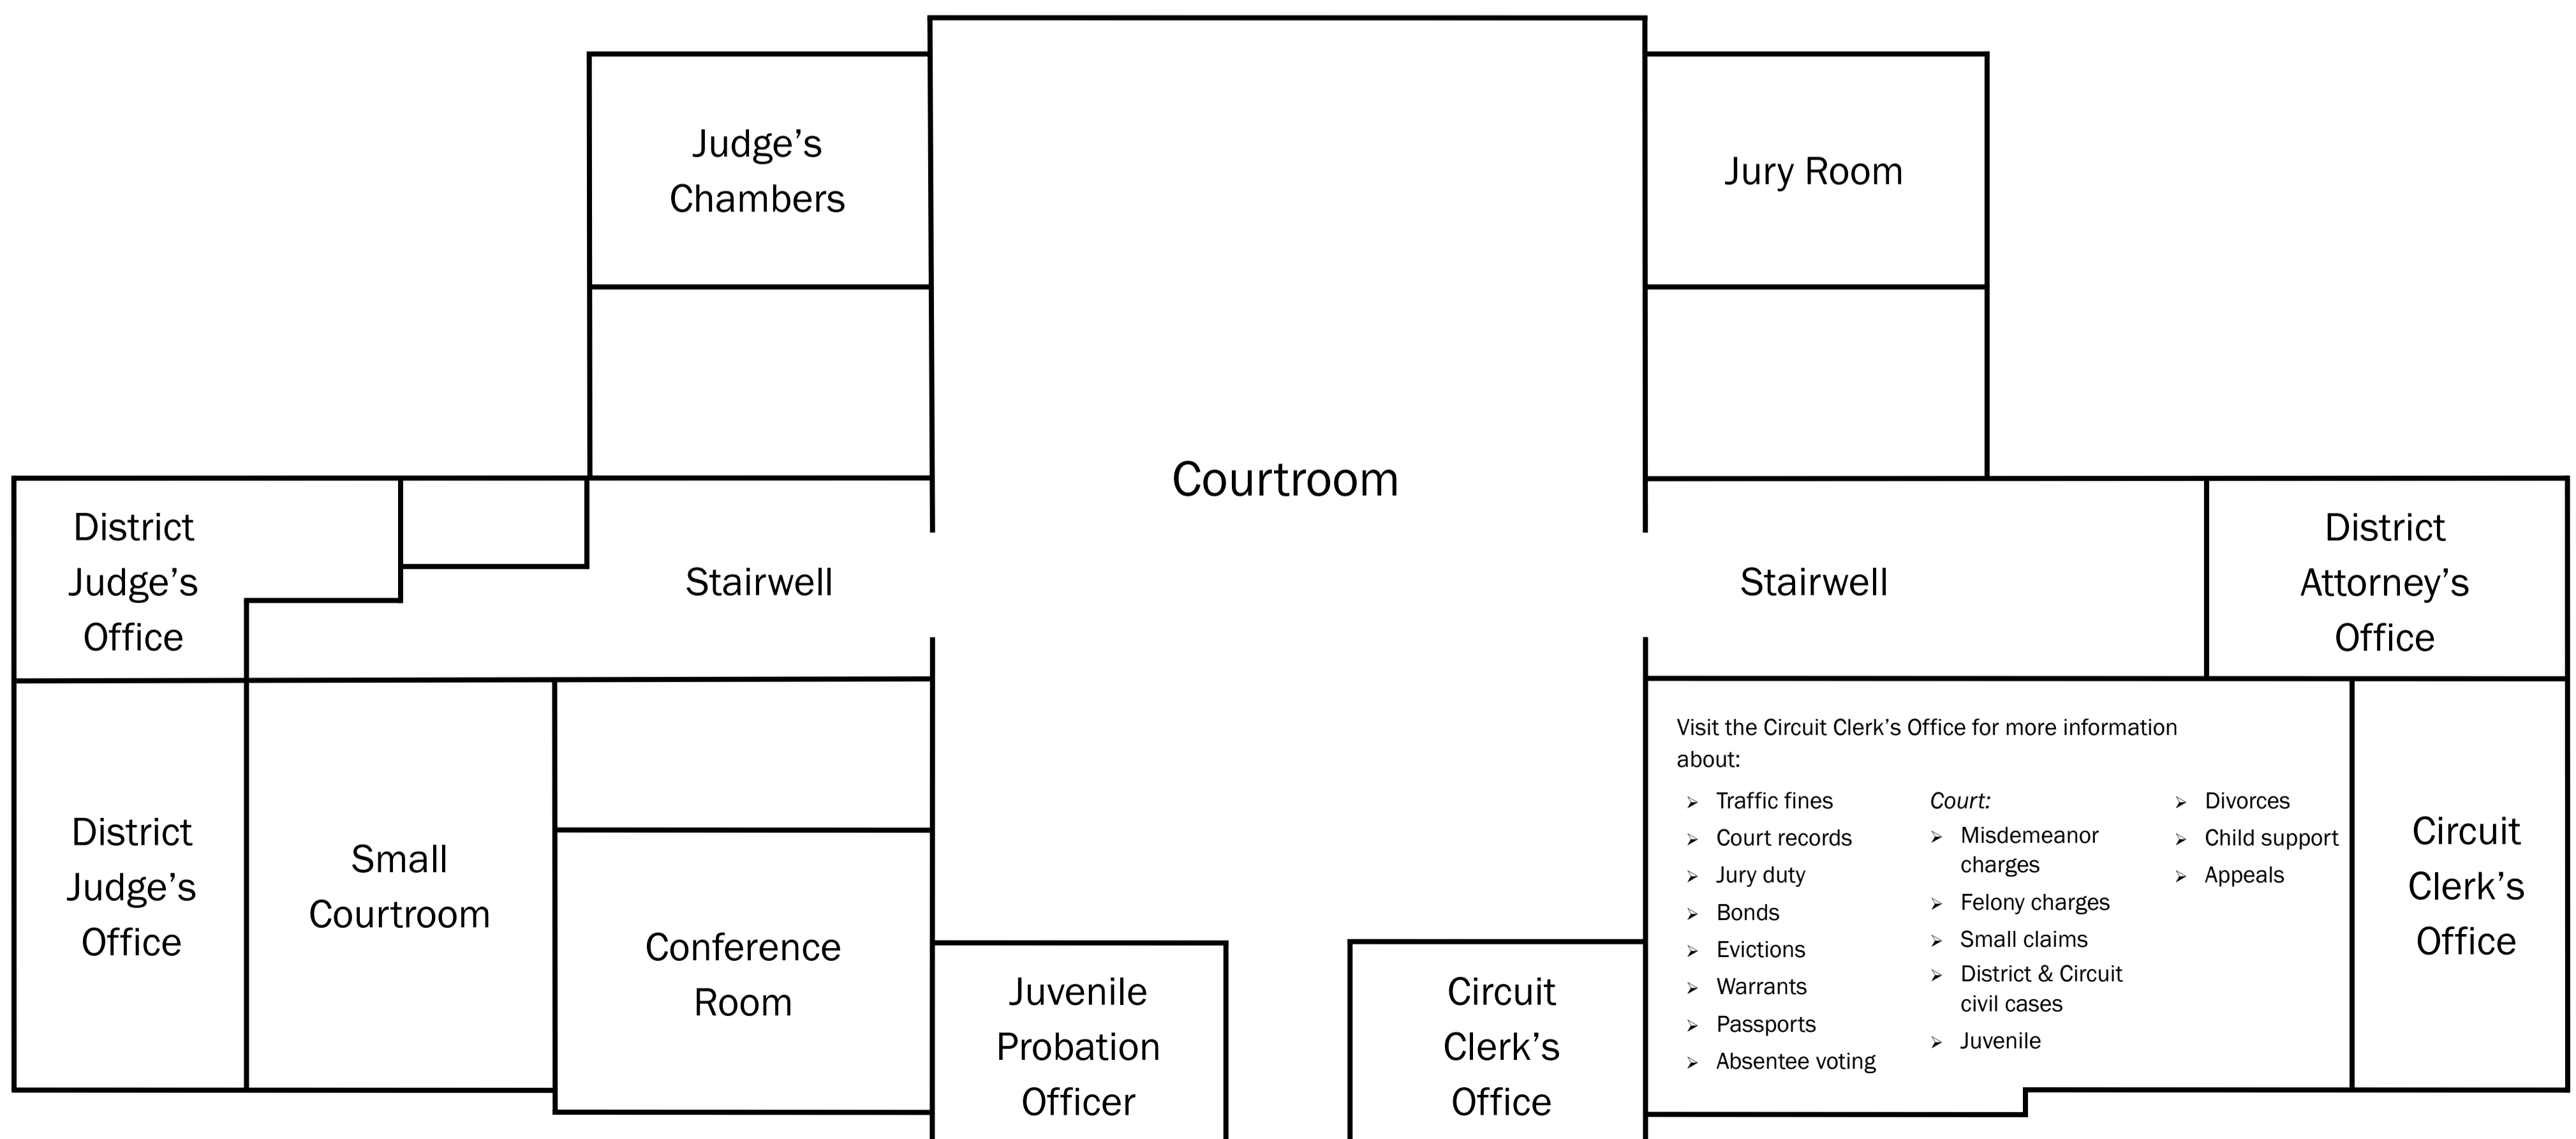 Judge’s
Chambers
Jury Room
Courtroom
District
Judge’s
Office
Stairwell
Stairwell
District
Attorney’s
Office
District
Judge’s
Office
Small
Courtroom
Conference
Room
Juvenile
Probation
Officer
Circuit
Clerk’s
Office
Visit the Circuit Clerk’s Office for more information
about:
➢ Traffic fines
➢ Court records
➢ Jury duty
➢ Bonds
➢ Evictions
➢ Warrants
➢ Passports
➢ Absentee voting
Court:
➢ Misdemeanor
charges
➢ Felony charges
➢ Small claims
➢ District & Circuit
civil cases
➢ Juvenile
➢ Divorces
➢ Child support
➢ Appeals
Circuit
Clerk’s
Office